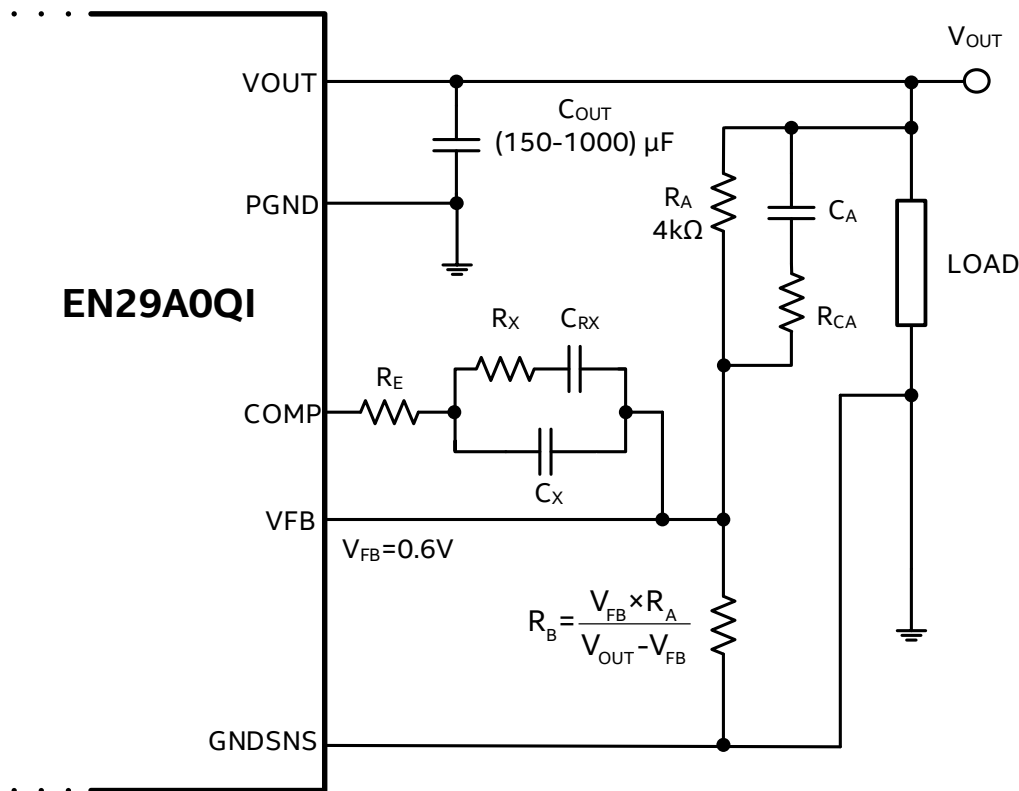 VOUT
VOUT
COUT
(150-1000) µF
PGND
RA
4kΩ
CA
RCA
LOAD
EN29A0QI
RX
CRX
RE
COMP
CX
VFB
VFB=0.6V
RB=VFB×RA
VOUT-VFB
GNDSNS